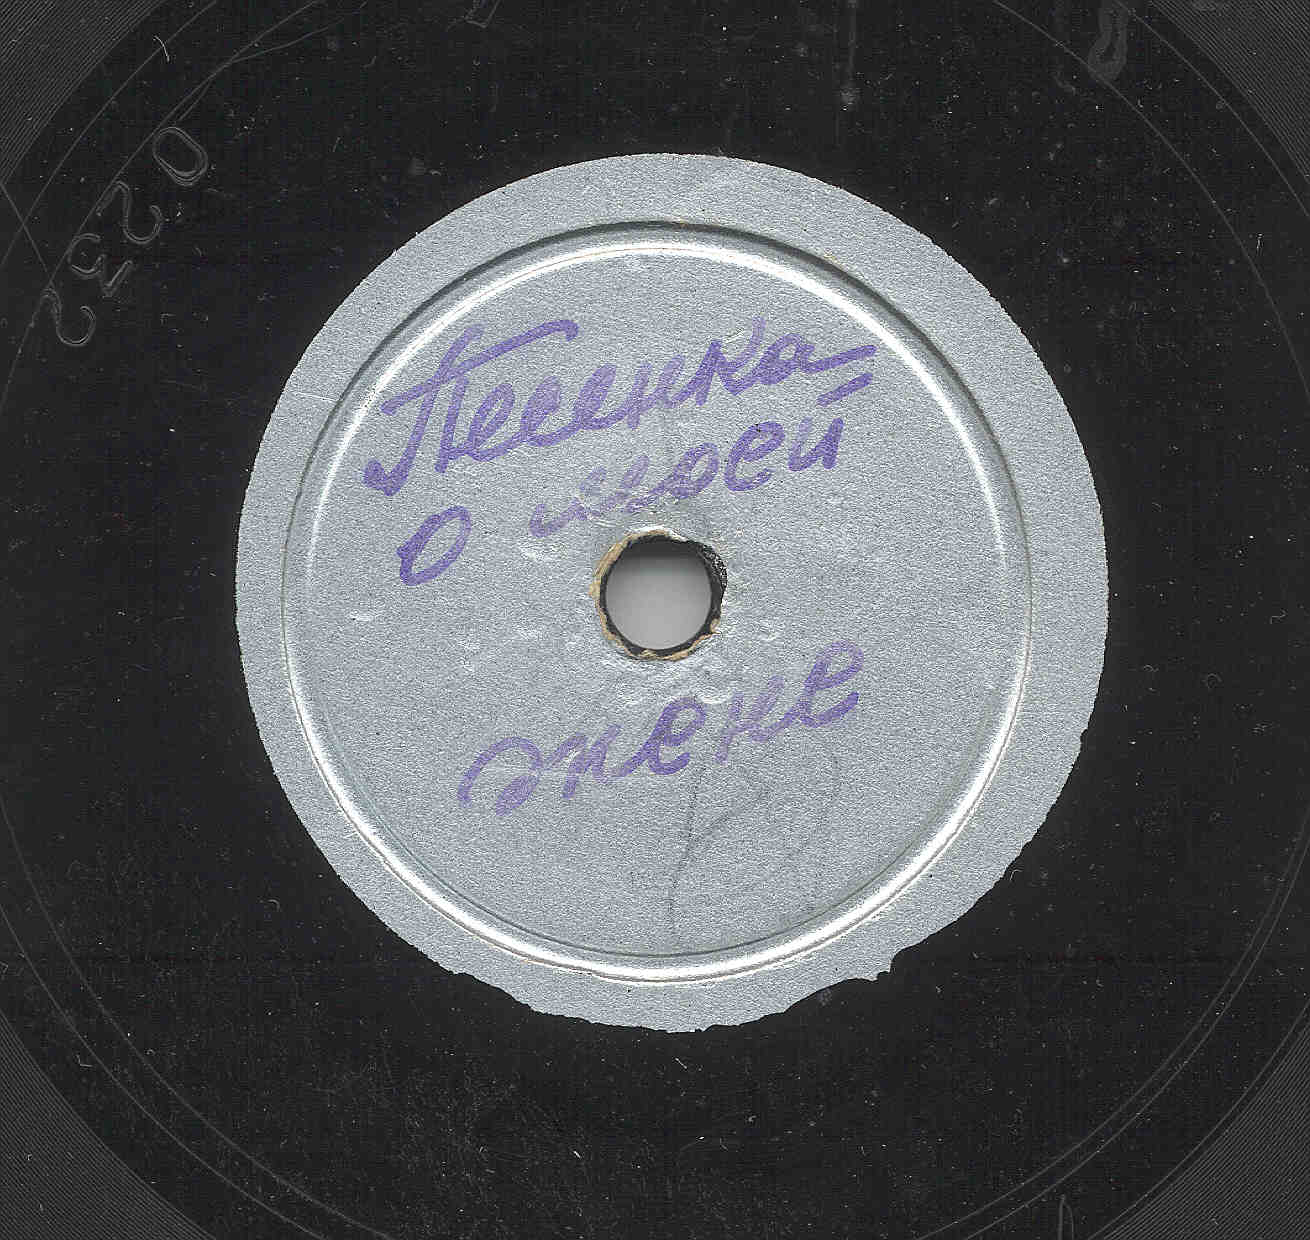 Песенка
о моей
жене
0232